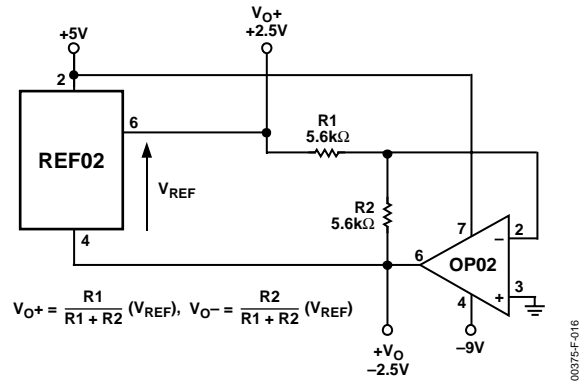 +5V
VO+
+2.5V
2
6
REF02
R1
5.6kΩ
VREF
R2
5.6kΩ
7
2
−
4
6
OP02
3
+
4
VO+ = R1 / R1 + R2 (VREF), VO− = R2 / R1 + R2 (VREF)
+VO
−2.5V
−9V
00375-F-016